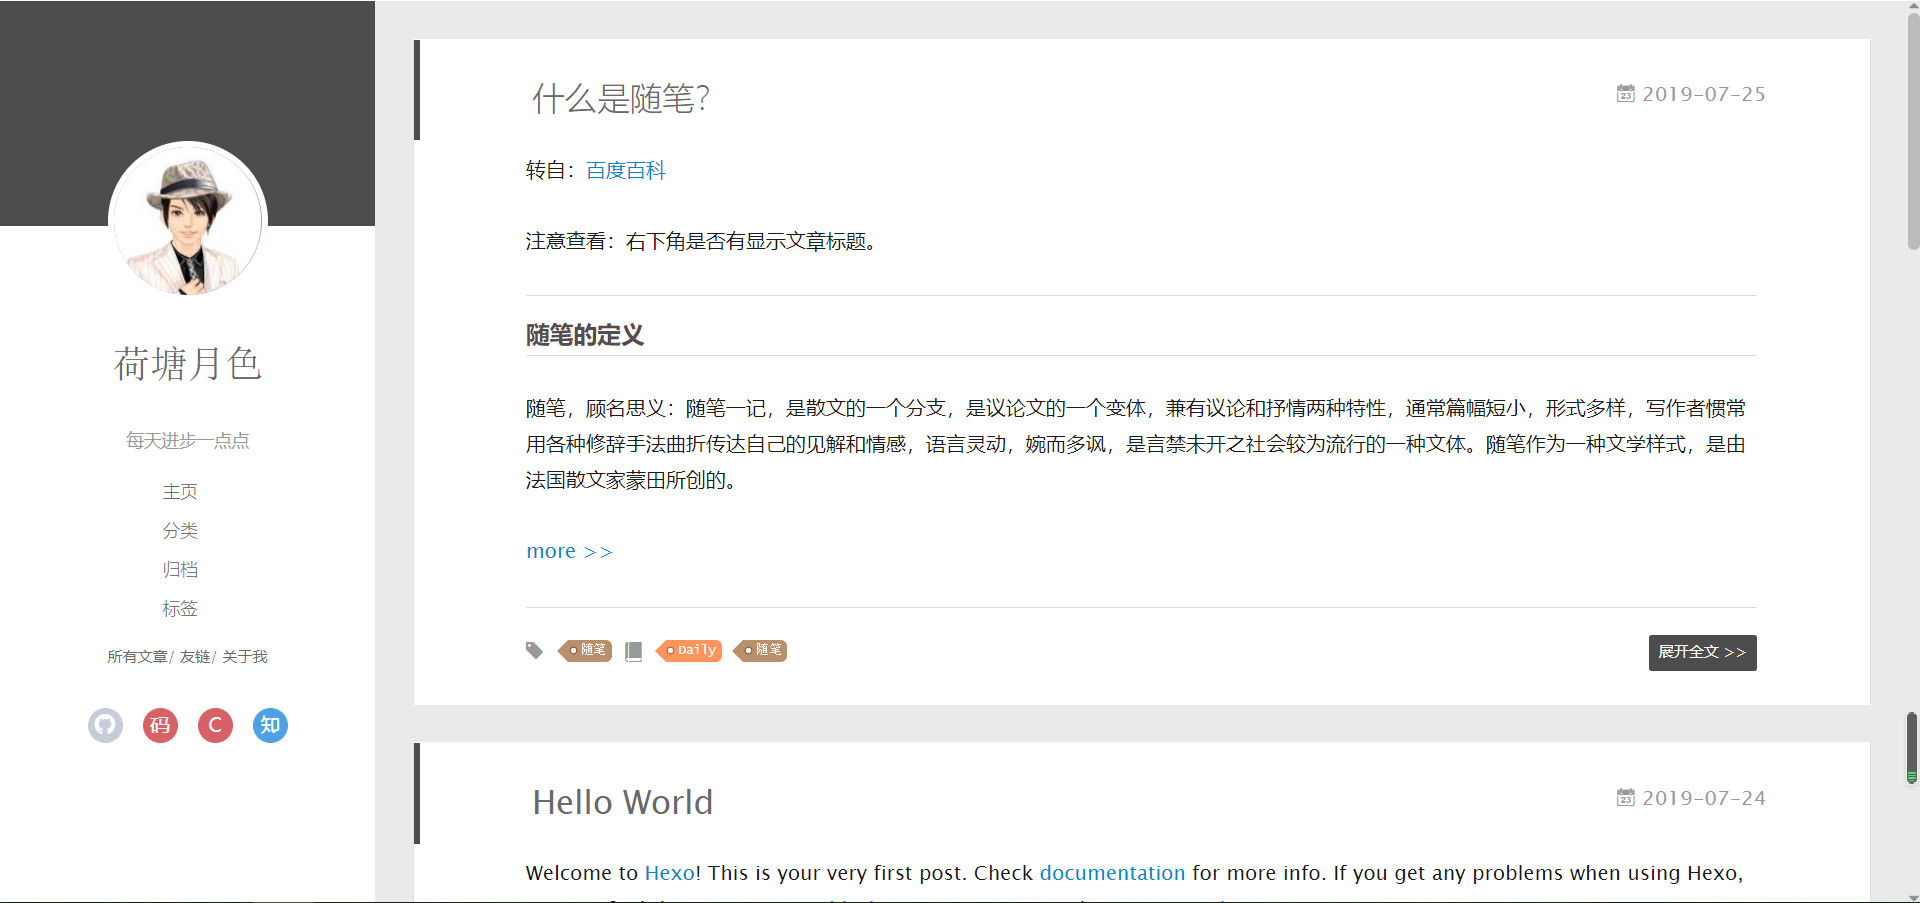 荷塘月色
每天进步一点点
主页
分类
归档
标签
所有文章/ 友链/ 关于我
码 C 知
什么是随笔？
23 2019-07-25
转自：百度百科
注意查看：右下角是否有显示文章标题。
随笔的定义
随笔，顾名思义：随笔一记，是散文的一个分支，是议论文的一个变体，兼有议论和抒情两种特性，通常篇幅短小，形式多样，写作者惯常
用各种修辞手法曲折传达自己的见解和情感，语言灵动，婉而多讽，是言禁未开之社会较为流行的一种文体。随笔作为一种文学样式，是由
法国散文家蒙田所创的。
more >>
随笔 Daily 随笔
展开全文 >>
Hello World
23 2019-07-24
Welcome to Hexo! This is your very first post. Check documentation for more info. If you get any problems when using Hexo,